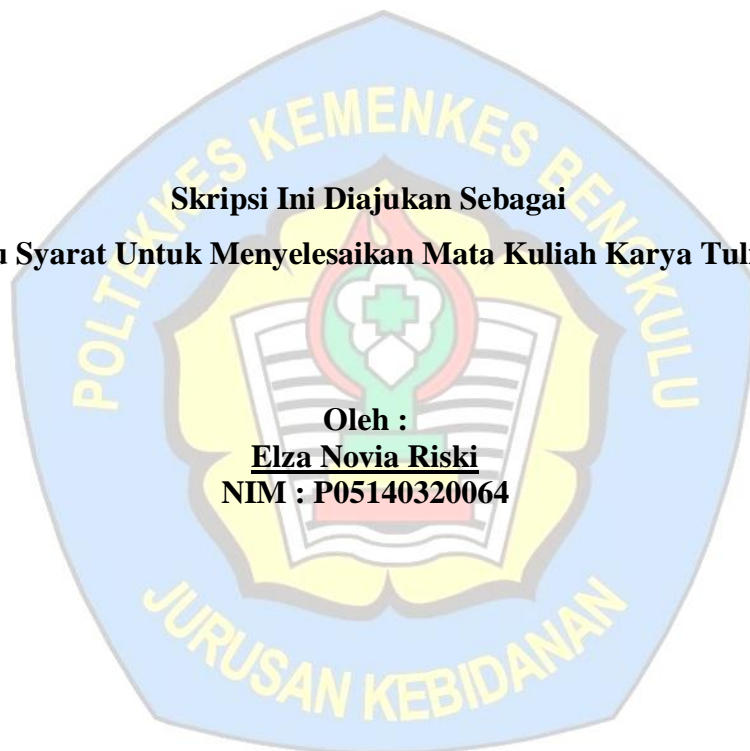 POLTEKKES KEMENKES BENGKULU
Skripsi Ini Diajukan Sebagai
Syarat Untuk Menyelesaikan Mata Kuliah Karya
Oleh :
Elza Novia Riski
NIM : P05140320064
JURUSAN KEBIDANAN